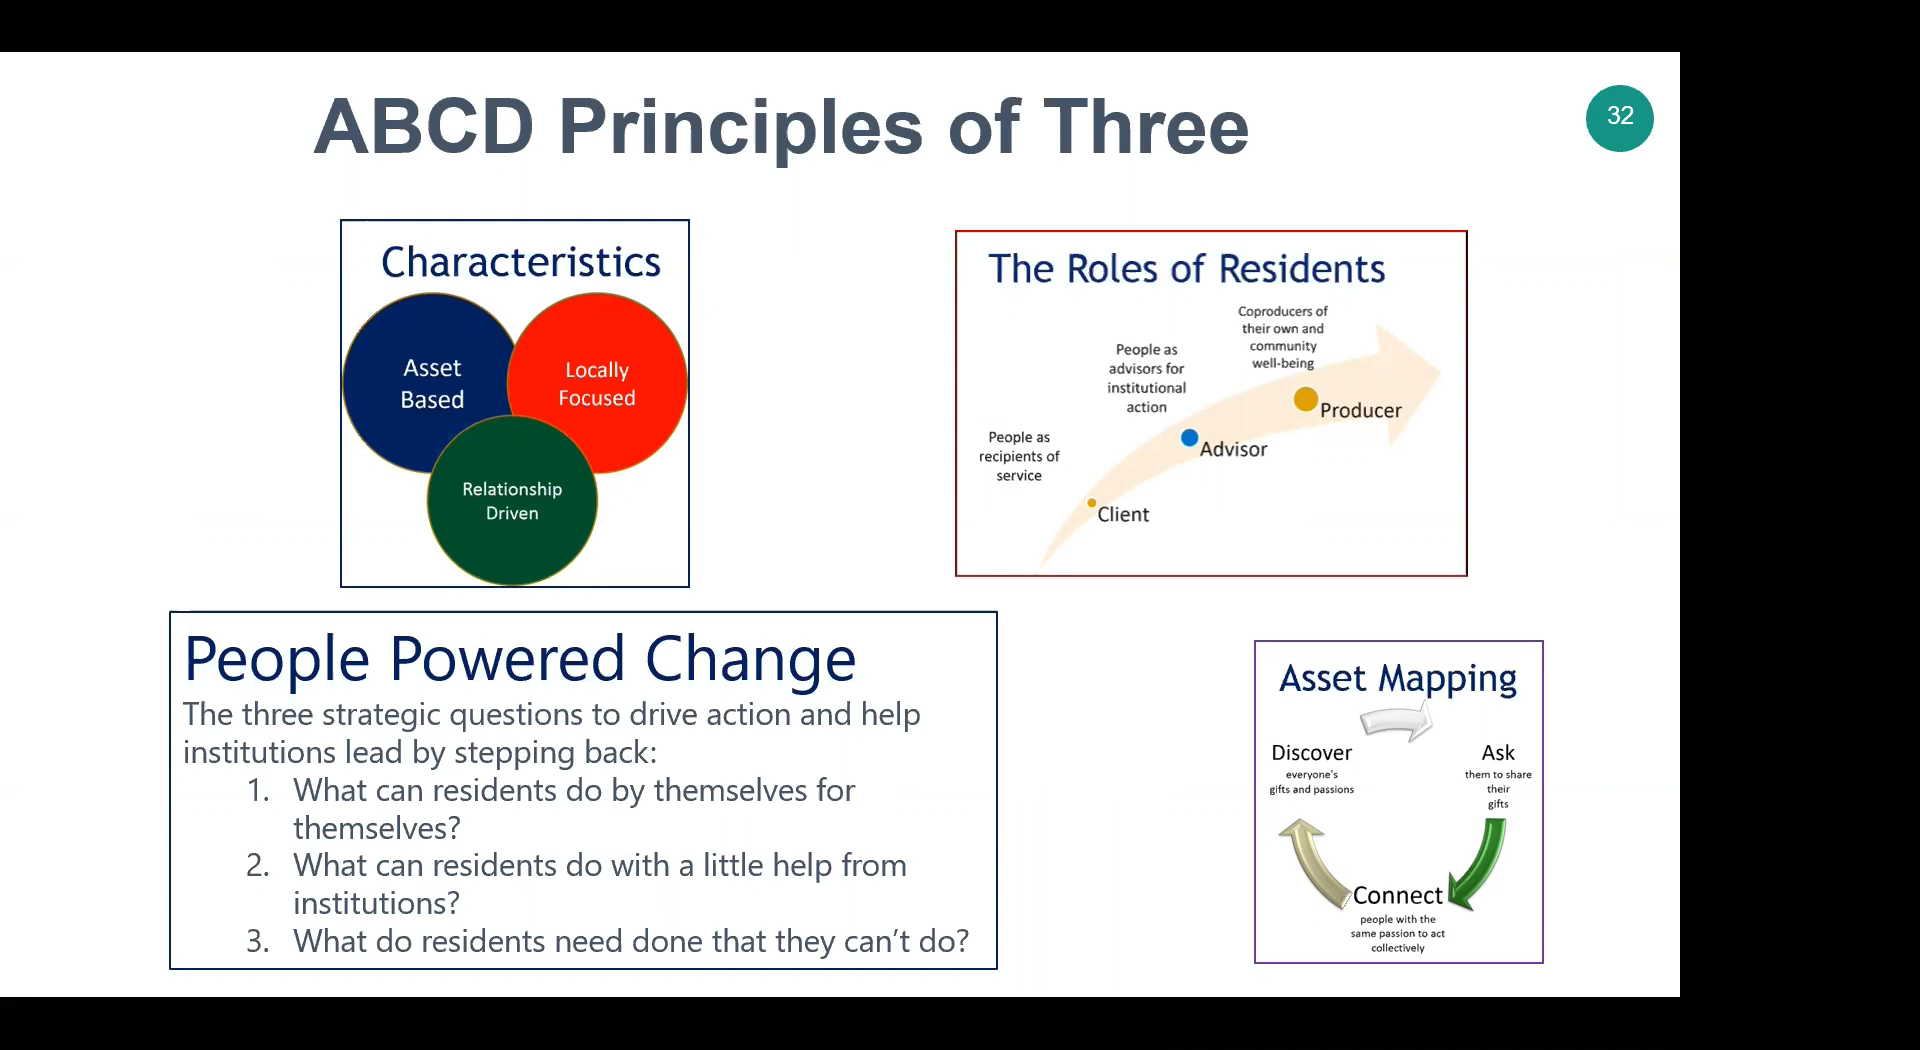 ABCD Principles of Three
32
Characteristics
Asset
Based
Locally
Focused
Relationship
Driven
The Roles of Residents
Coproducers of
their own and
community
well-being
People as
advisors for
institutional
action
People as
recipients of
service
Producer
Advisor
Client
People Powered Change
The three strategic questions to drive action and help
institutions lead by stepping back:
1. What can residents do by themselves for
themselves?
2. What can residents do with a little help from
institutions?
3. What do residents need done that they can't do?
Asset Mapping
Discover
everyone's
gifts and passions
Ask
them to share
their
gifts
Connect
people with the
same passion to act
collectively